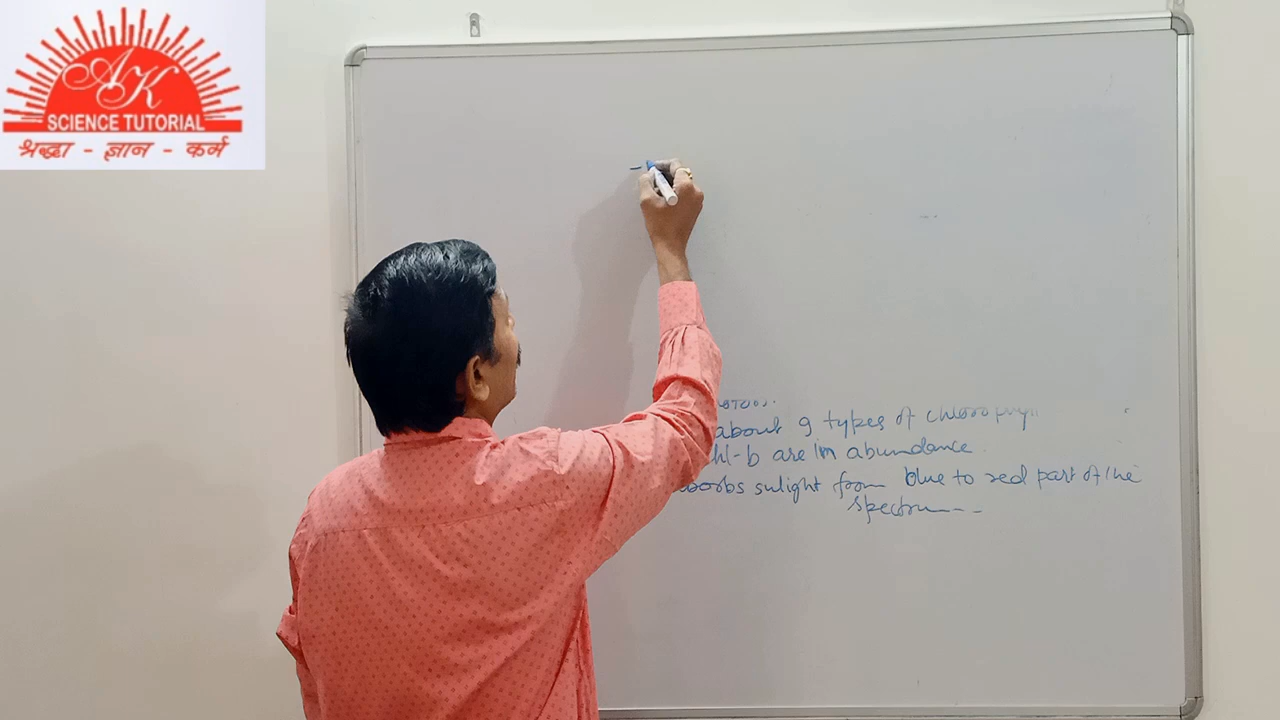 AK
SCIENCE TUTORIAL
श्रद्धा - ज्ञान - कर्म
about 9 types of chlorophyll
chl-b are in abundance.
absorbs sulight from blue to red part of the
spectrum--